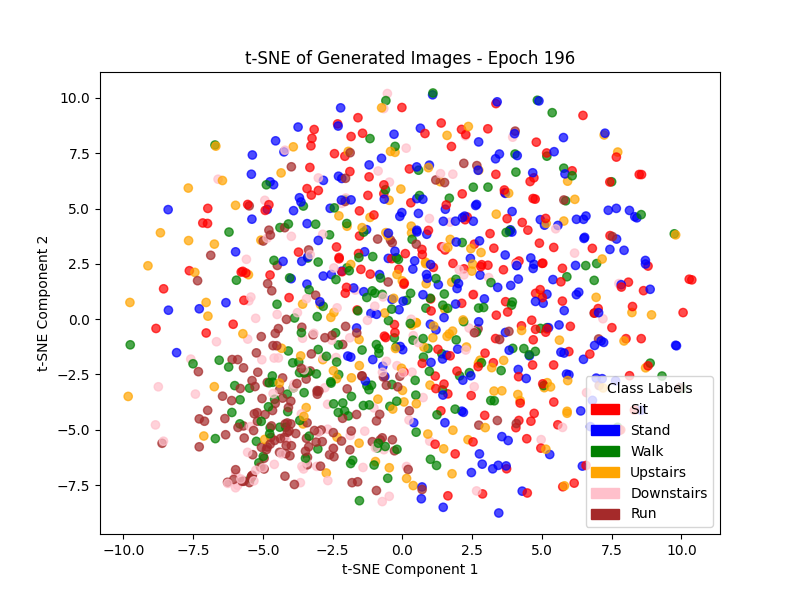 t-SNE of Generated Images - Epoch 196
t-SNE Component 2
10.0
7.5
5.0
2.5
0.0
−2.5
−5.0
−7.5
Class Labels
Sit
Stand
Walk
Upstairs
Downstairs
Run
−10.0 −7.5 −5.0 −2.5 0.0 2.5 5.0 7.5 10.0
t-SNE Component 1